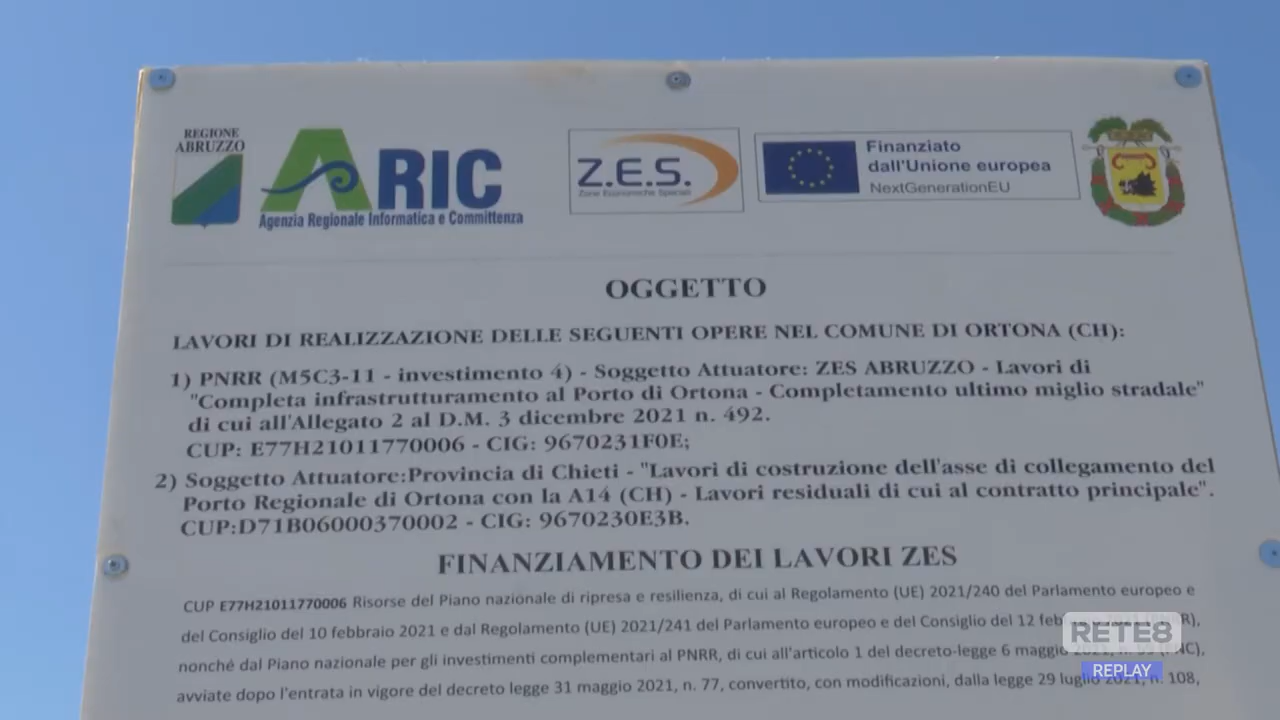 REGIONE
ABRUZZO
ARIC
Agenzia Regionale Informatica e Committenza
Z.E.S.
Zone Economiche Speciali
Finanziato
dall'Unione europea
NextGenerationEU
OGGETTO
LAVORI DI REALIZZAZIONE DELLE SEGUENTI OPERE NEL COMUNE DI ORTONA (CH):
1) PNRR (M5C3-11 - investimento 4) - Soggetto Attuatore: ZES ABRUZZO - Lavori di
"Completa infrastrutturamento al Porto di Ortona - Completamento ultimo miglio stradale"
di cui all'Allegato 2 al D.M. 3 dicembre 2021 n. 492.
CUP: E77H21011770006 - CIG: 9670231F0E;
2) Soggetto Attuatore:Provincia di Chieti - "Lavori di costruzione dell'asse di collegamento del
Porto Regionale di Ortona con la A14 (CH) - Lavori residuali di cui al contratto principale".
CUP:D71B06000370002 - CIG: 9670230E3B.
FINANZIAMENTO DEI LAVORI ZES
CUP E77H21011770006 Risorse del Piano nazionale di ripresa e resilienza, di cui al Regolamento (UE) 2021/240 del Parlamento europeo e
del Consiglio del 10 febbraio 2021 e dal Regolamento (UE) 2021/241 del Parlamento europeo e del Consiglio del 12
nonché dal Piano nazionale per gli investimenti complementari al PNRR, di cui all'articolo 1 del decreto-legge 6 maggio
avviate dopo l'entrata in vigore del decreto legge 31 maggio 2021, n. 77, convertito, con modificazioni, dalla legge 29 luglio 2021, n. 108,
RETE8
REPLAY